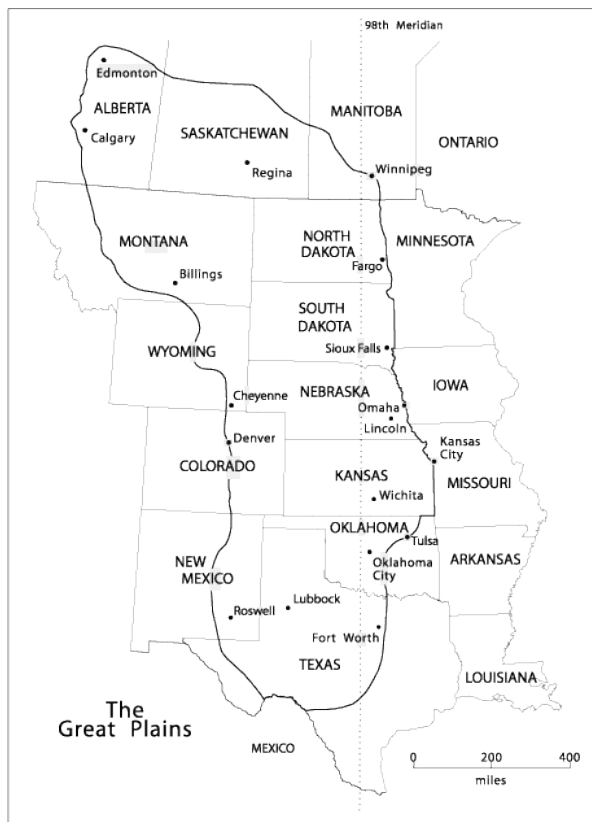 98th Meridian
Edmonton
ALBERTA
MANITOBA
SASKATCHEWAN
Calgary
ONTARIO
Regina
Winnipeg
MONTANA
NORTH
DAKOTA
MINNESOTA
Fargo
Billings
SOUTH
DAKOTA
WYOMING
Sioux Falls
NEBRASKA
IOWA
Cheyenne
Omaha
Lincoln
Denver
Kansas
City
COLORADO
KANSAS
MISSOURI
Wichita
OKLAHOMA
Tulsa
NEW
MEXICO
Oklahoma
City
ARKANSAS
Lubbock
Roswell
Fort Worth
TEXAS
LOUISIANA
The
Great Plains
MEXICO
0 200 400
miles